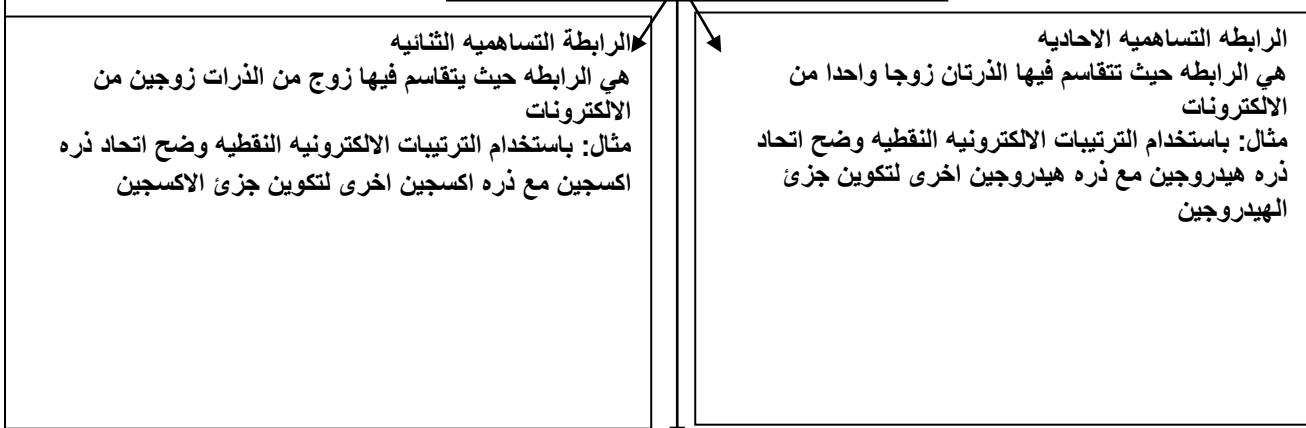 الرابطه التساهميه الاحاديه
هي الرابطه حيث تتقاسم فيها الذرتان زوجا واحدا من
الالكترونات
مثال: باستخدام الترتيبات الالكترونيه النقطيه وضح اتحاد
ذره هيدروجين مع ذره هيدروجين اخرى لتكوين جزئ
الهيدروجين
الرابطة التساهميه الثنائيه
هي الرابطه حيث يتقاسم فيها زوج من الذرات زوجين من
الالكترونات
مثال: باستخدام الترتيبات الالكترونيه النقطيه وضح اتحاد ذره
اكسجين مع ذره اكسجين اخرى لتكوين جزئ الاكسجين